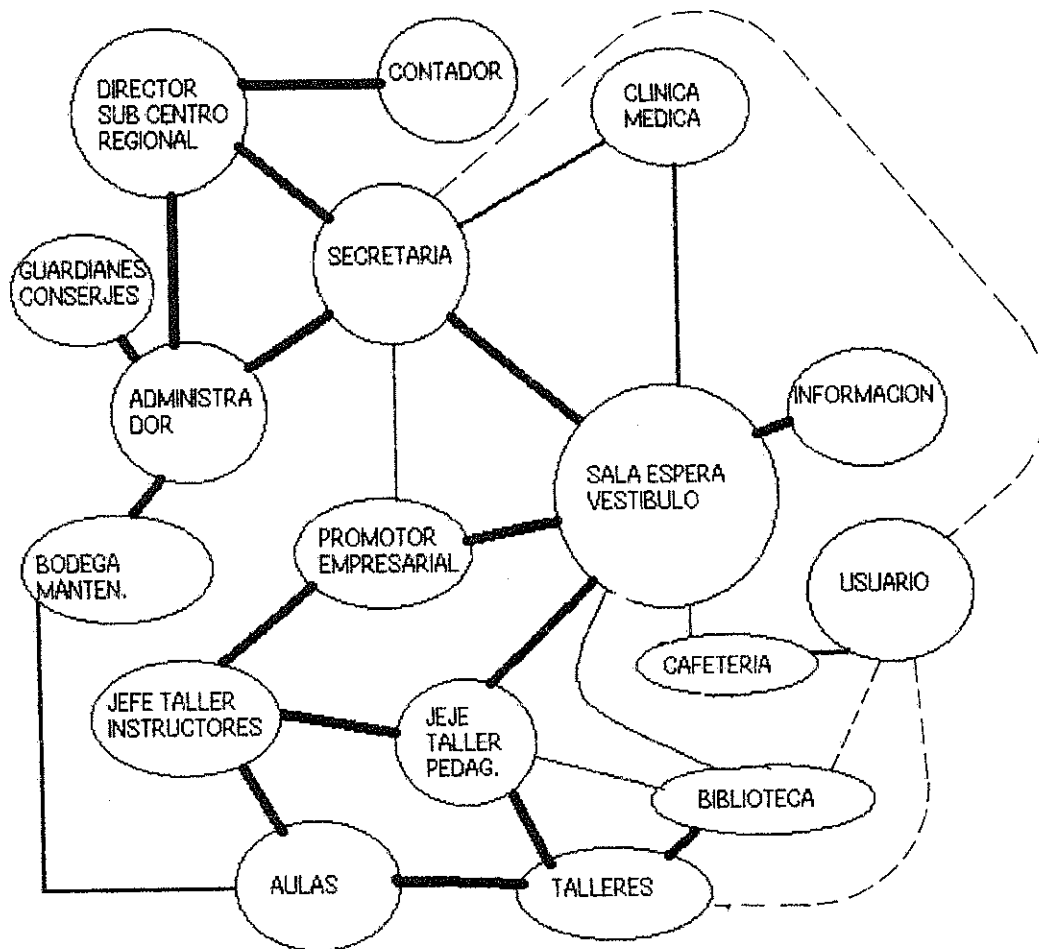 DIRECTOR
SUB CENTRO
REGIONAL
CONTADOR
CLINICA
MEDICA
SECRETARIA
GUARDIANES
CONSERJES
ADMINISTRA
DOR
INFORMACION
SALA ESPERA
VESTIBULO
PROMOTOR
EMPRESARIAL
BODEGA
MANTEN.
USUARIO
CAFETERIA
JEFE TALLER
INSTRUCTORES
JEJE
TALLER
PEDAG.
BIBLIOTECA
AULAS
TALLERES